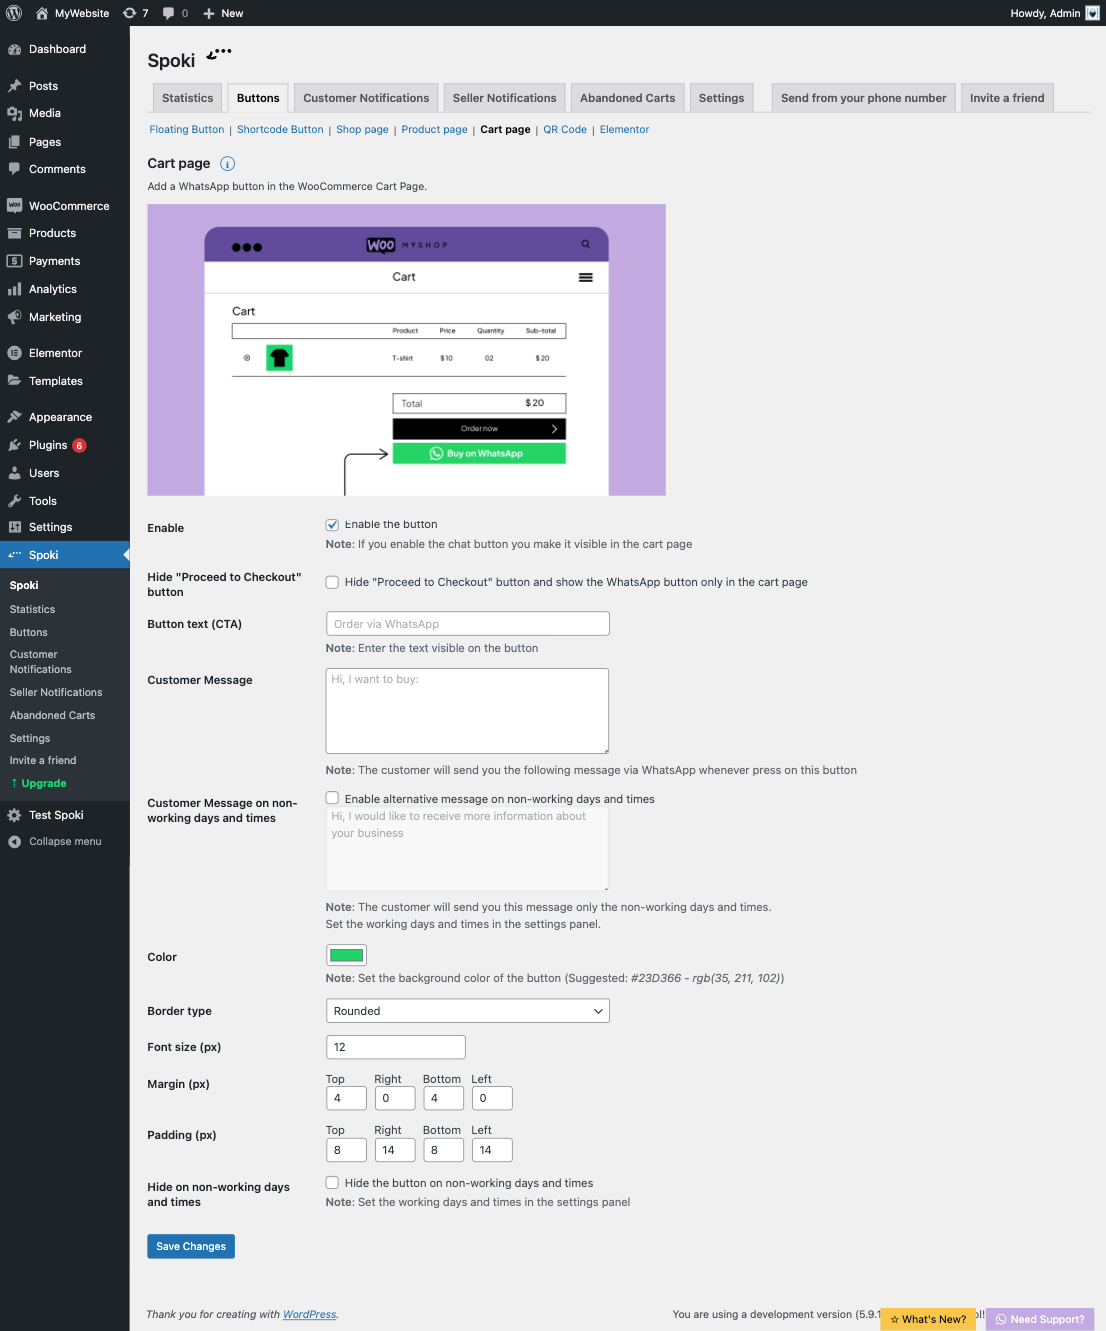 MyWebsite 7 0 New Howdy, Admin
Dashboard
Posts
Media
Pages
Comments
WooCommerce
Products
Payments
Analytics
Marketing
Elementor
Templates
Appearance
Plugins 6
Users
Tools
Settings
Spoki
Spoki
Statistics
Buttons
Customer
Notifications
Seller Notifications
Abandoned Carts
Settings
Invite a friend
↑ Upgrade
Test Spoki
Collapse menu
Spoki
Statistics Buttons Customer Notifications Seller Notifications Abandoned Carts Settings Send from your phone number Invite a friend
Floating Button | Shortcode Button | Shop page | Product page | Cart page | QR Code | Elementor
Cart page i
Add a WhatsApp button in the WooCommerce Cart Page.
WOO MYSHOP
Cart
Cart
Product Price Quantity Sub-total
T-shirt $10 02 $20
Total $20
Order now
Buy on WhatsApp
Enable Enable the button
Note: If you enable the chat button you make it visible in the cart page
Hide "Proceed to Checkout"
button
Hide "Proceed to Checkout" button and show the WhatsApp button only in the cart page
Button text (CTA) Order via WhatsApp
Note: Enter the text visible on the button
Customer Message Hi, I want to buy:
Note: The customer will send you the following message via WhatsApp whenever press on this button
Customer Message on non-
working days and times
Enable alternative message on non-working days and times
Hi, I would like to receive more information about
your business
Note: The customer will send you this message only the non-working days and times.
Set the working days and times in the settings panel.
Color
Note: Set the background color of the button (Suggested: #23D366 - rgb(35, 211, 102))
Border type Rounded
Font size (px) 12
Margin (px) Top Right Bottom Left
4 0 4 0
Padding (px) Top Right Bottom Left
8 14 8 14
Hide on non-working days
and times
Hide the button on non-working days and times
Note: Set the working days and times in the settings panel
Save Changes
Thank you for creating with WordPress.
You are using a development version (5.9.1
☆ What's New?
Need Support?